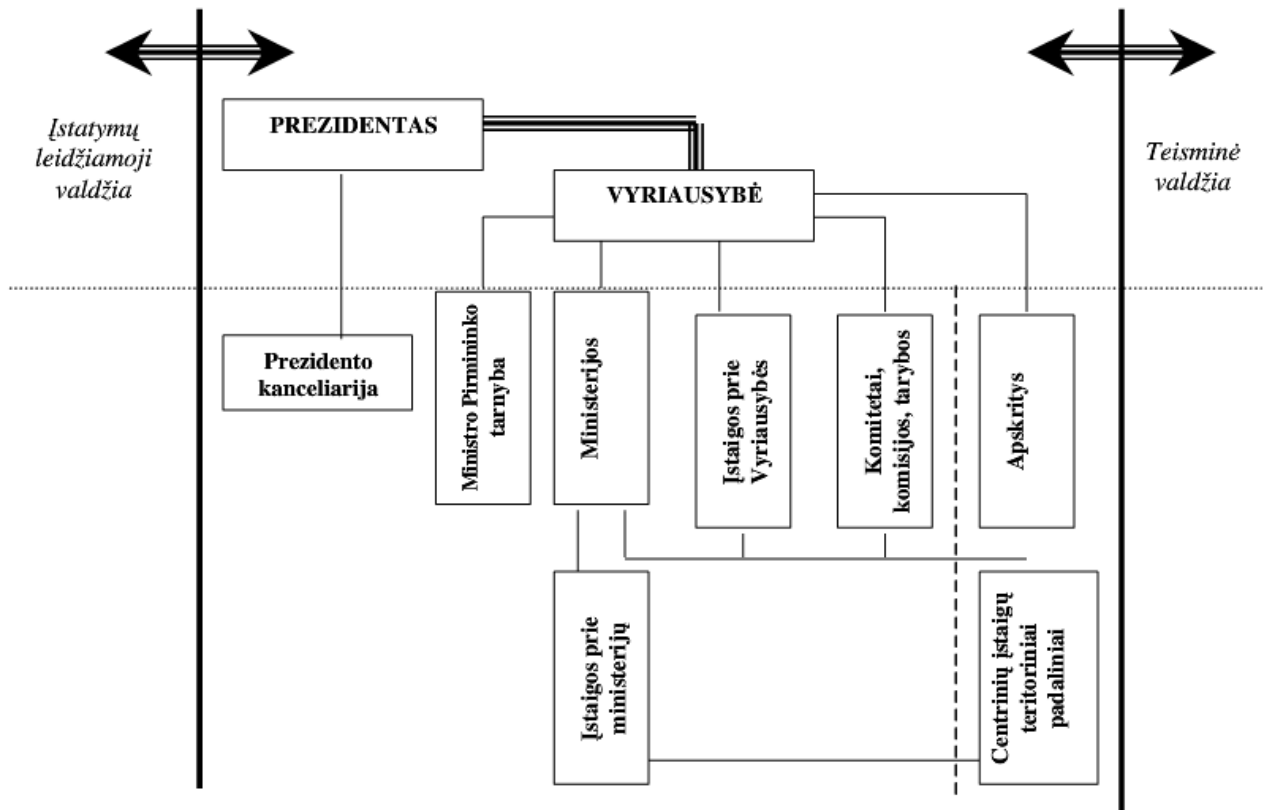 Įstatymų
leidžiamoji
valdžia
PREZIDENTAS
Teisminė
valdžia
VYRIAUSYBĖ
Prezidento
kanceliarija
Ministro Pirmininko
tarnyba
Ministerijos
Įstaigos prie
Vyriausybės
Komitetai,
komisijos, tarybos
Apskritys
Įstaigos prie
ministerijų
Centrinių įstaigų
teritoriniai
padaliniai